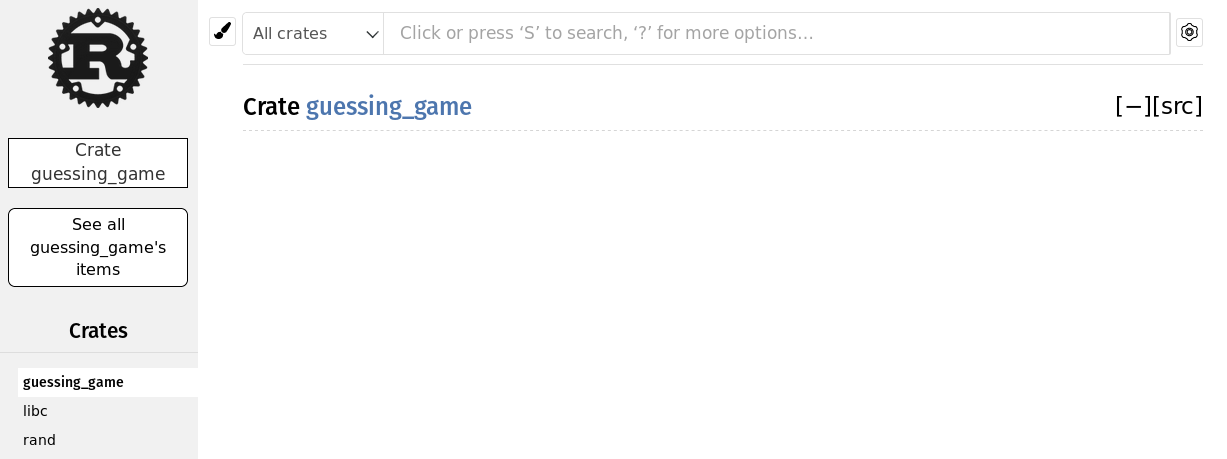 R
Crate
guessing_game
See all
guessing_game's
items
Crates
guessing_game
libc
rand
All crates
Click or press ‘S’ to search, ‘?’ for more options…
Crate guessing_game
[−][src]